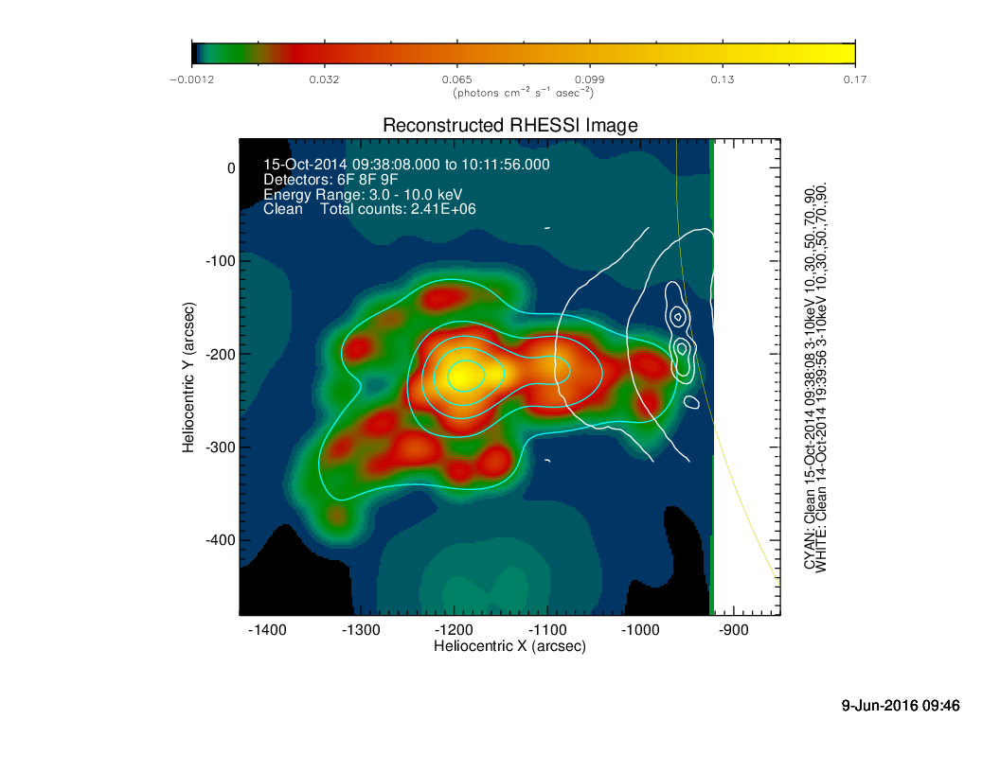 −0.0012 0.032 0.065 0.099 0.13 0.17
(photons cm−2 s−1 asec−2)
Reconstructed RHESSI Image
15-Oct-2014 09:38:08.000 to 10:11:56.000
Detectors: 6F 8F 9F
Energy Range: 3.0 - 10.0 keV
Clean Total counts: 2.41E+06
0
-100
-200
-300
-400
Heliocentric Y (arcsec)
-1400 -1300 -1200 -1100 -1000 -900
Heliocentric X (arcsec)
CYAN: Clean 15-Oct-2014 09:38:08 3-10keV 10.,30.,50.,70.,90.
WHITE: Clean 14-Oct-2014 19:39:56 3-10keV 10.,30.,50.,70.,90.
9-Jun-2016 09:46